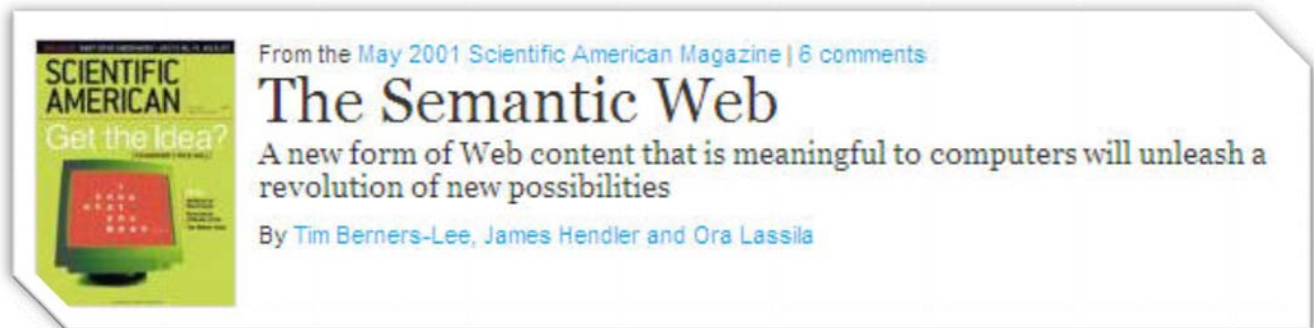 From the May 2001 Scientific American Magazine | 6 comments
The Semantic Web
A new form of Web content that is meaningful to computers will unleash a
revolution of new possibilities
By Tim Berners-Lee, James Hendler and Ora Lassila
SCIENTIFIC
AMERICAN
Get the Idea?